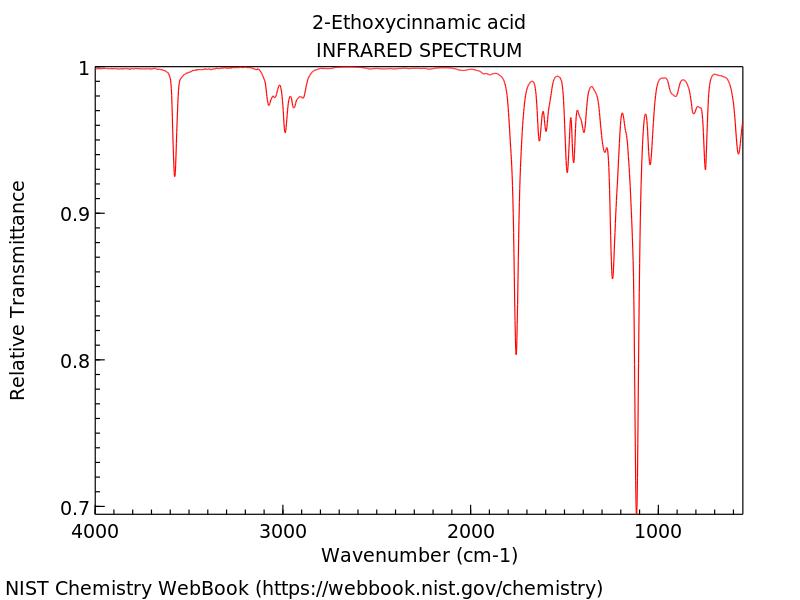 2-Ethoxycinnamic acid
INFRARED SPECTRUM
1
0.9
0.8
0.7
Relative Transmittance
4000 3000 2000 1000
Wavenumber (cm-1)
NIST Chemistry WebBook (https://webbook.nist.gov/chemistry)